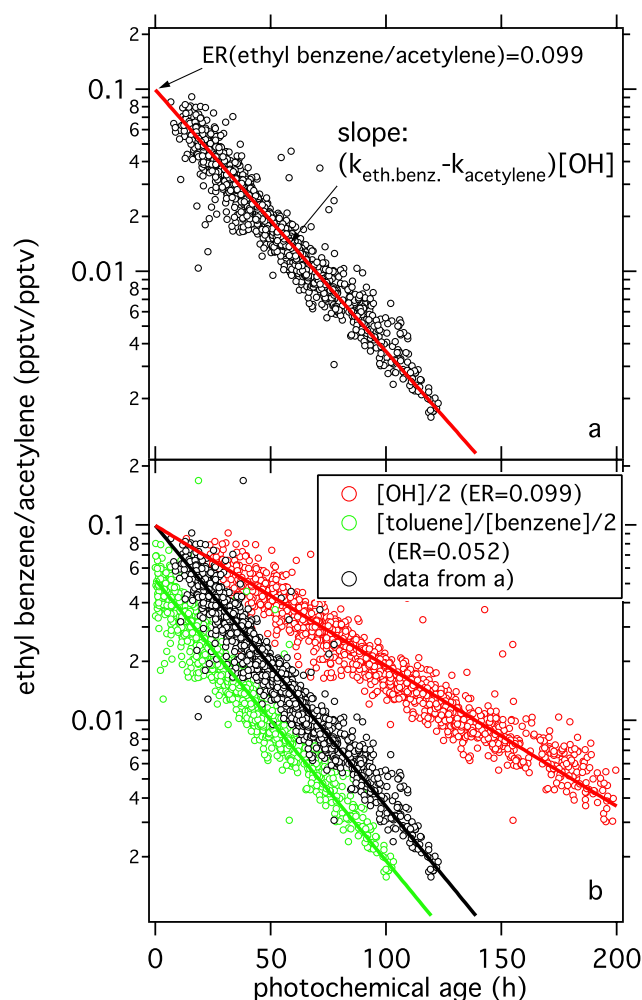 ER(ethyl benzene/acetylene)=0.099
0.1
8
6
4
2
0.01
8
6
4
2
slope:
(keth.benz.-kacetylene)[OH]
a
ethyl benzene/acetylene (pptv/pptv)
2
0.1
8
6
4
2
0.01
8
6
4
2
[OH]/2 (ER=0.099)
[toluene]/[benzene]/2
(ER=0.052)
data from a)
b
0 50 100 150 200
photochemical age (h)